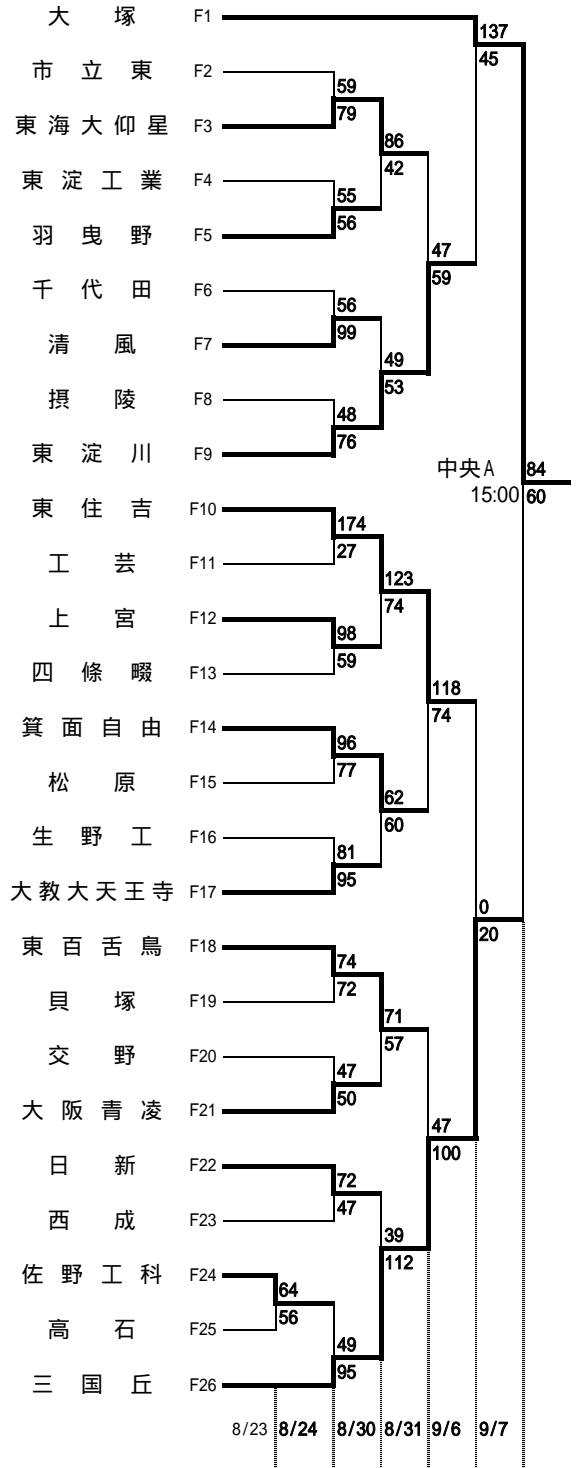 大塚 F1
137
45
市立東 F2
59
79
東海大仰星 F3
86
42
東淀工業 F4
55
56
羽曳野 F5
47
59
千代田 F6
56
99
清風 F7
49
53
摂陵 F8
48
76
東淀川 F9
中央A 84
15:00 60
東住吉 F10
174
27
工芸 F11
123
74
上宮 F12
98
59
四條畷 F13
118
74
箕面自由 F14
96
77
松原 F15
62
60
生野工 F16
81
95
大教大天王寺 F17
0
20
東百舌鳥 F18
74
72
貝塚 F19
71
57
交野 F20
47
50
大阪青凌 F21
47
100
日新 F22
72
47
西成 F23
39
112
佐野工科 F24
64
56
高石 F25
49
95
三国丘 F26
8/23 8/24 8/30 8/31 9/6 9/7